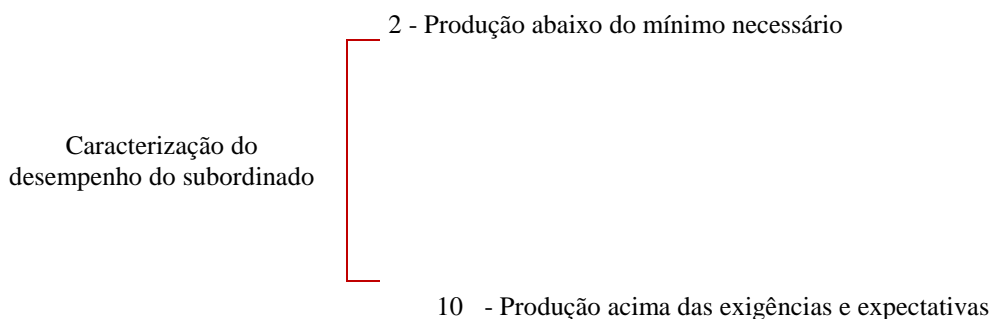 2 - Produção abaixo do mínimo necessário
Caracterização do
desempenho do subordinado
10 - Produção acima das exigências e expectativas